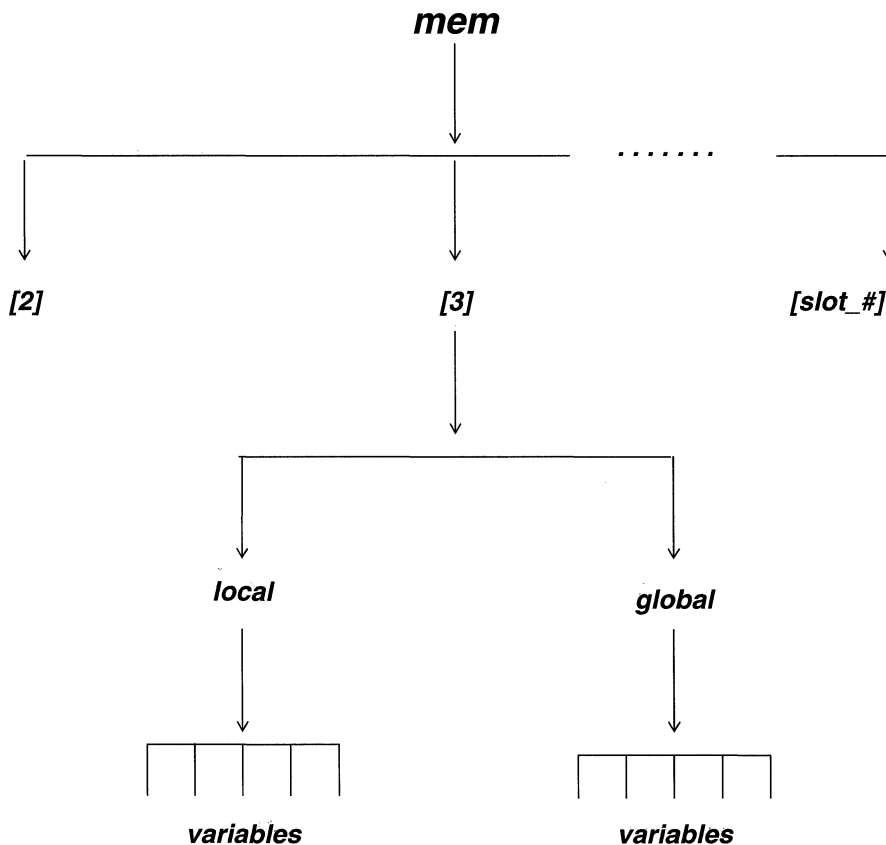 mem
.......
[2] [3] [slot_#]
local
global
variables variables